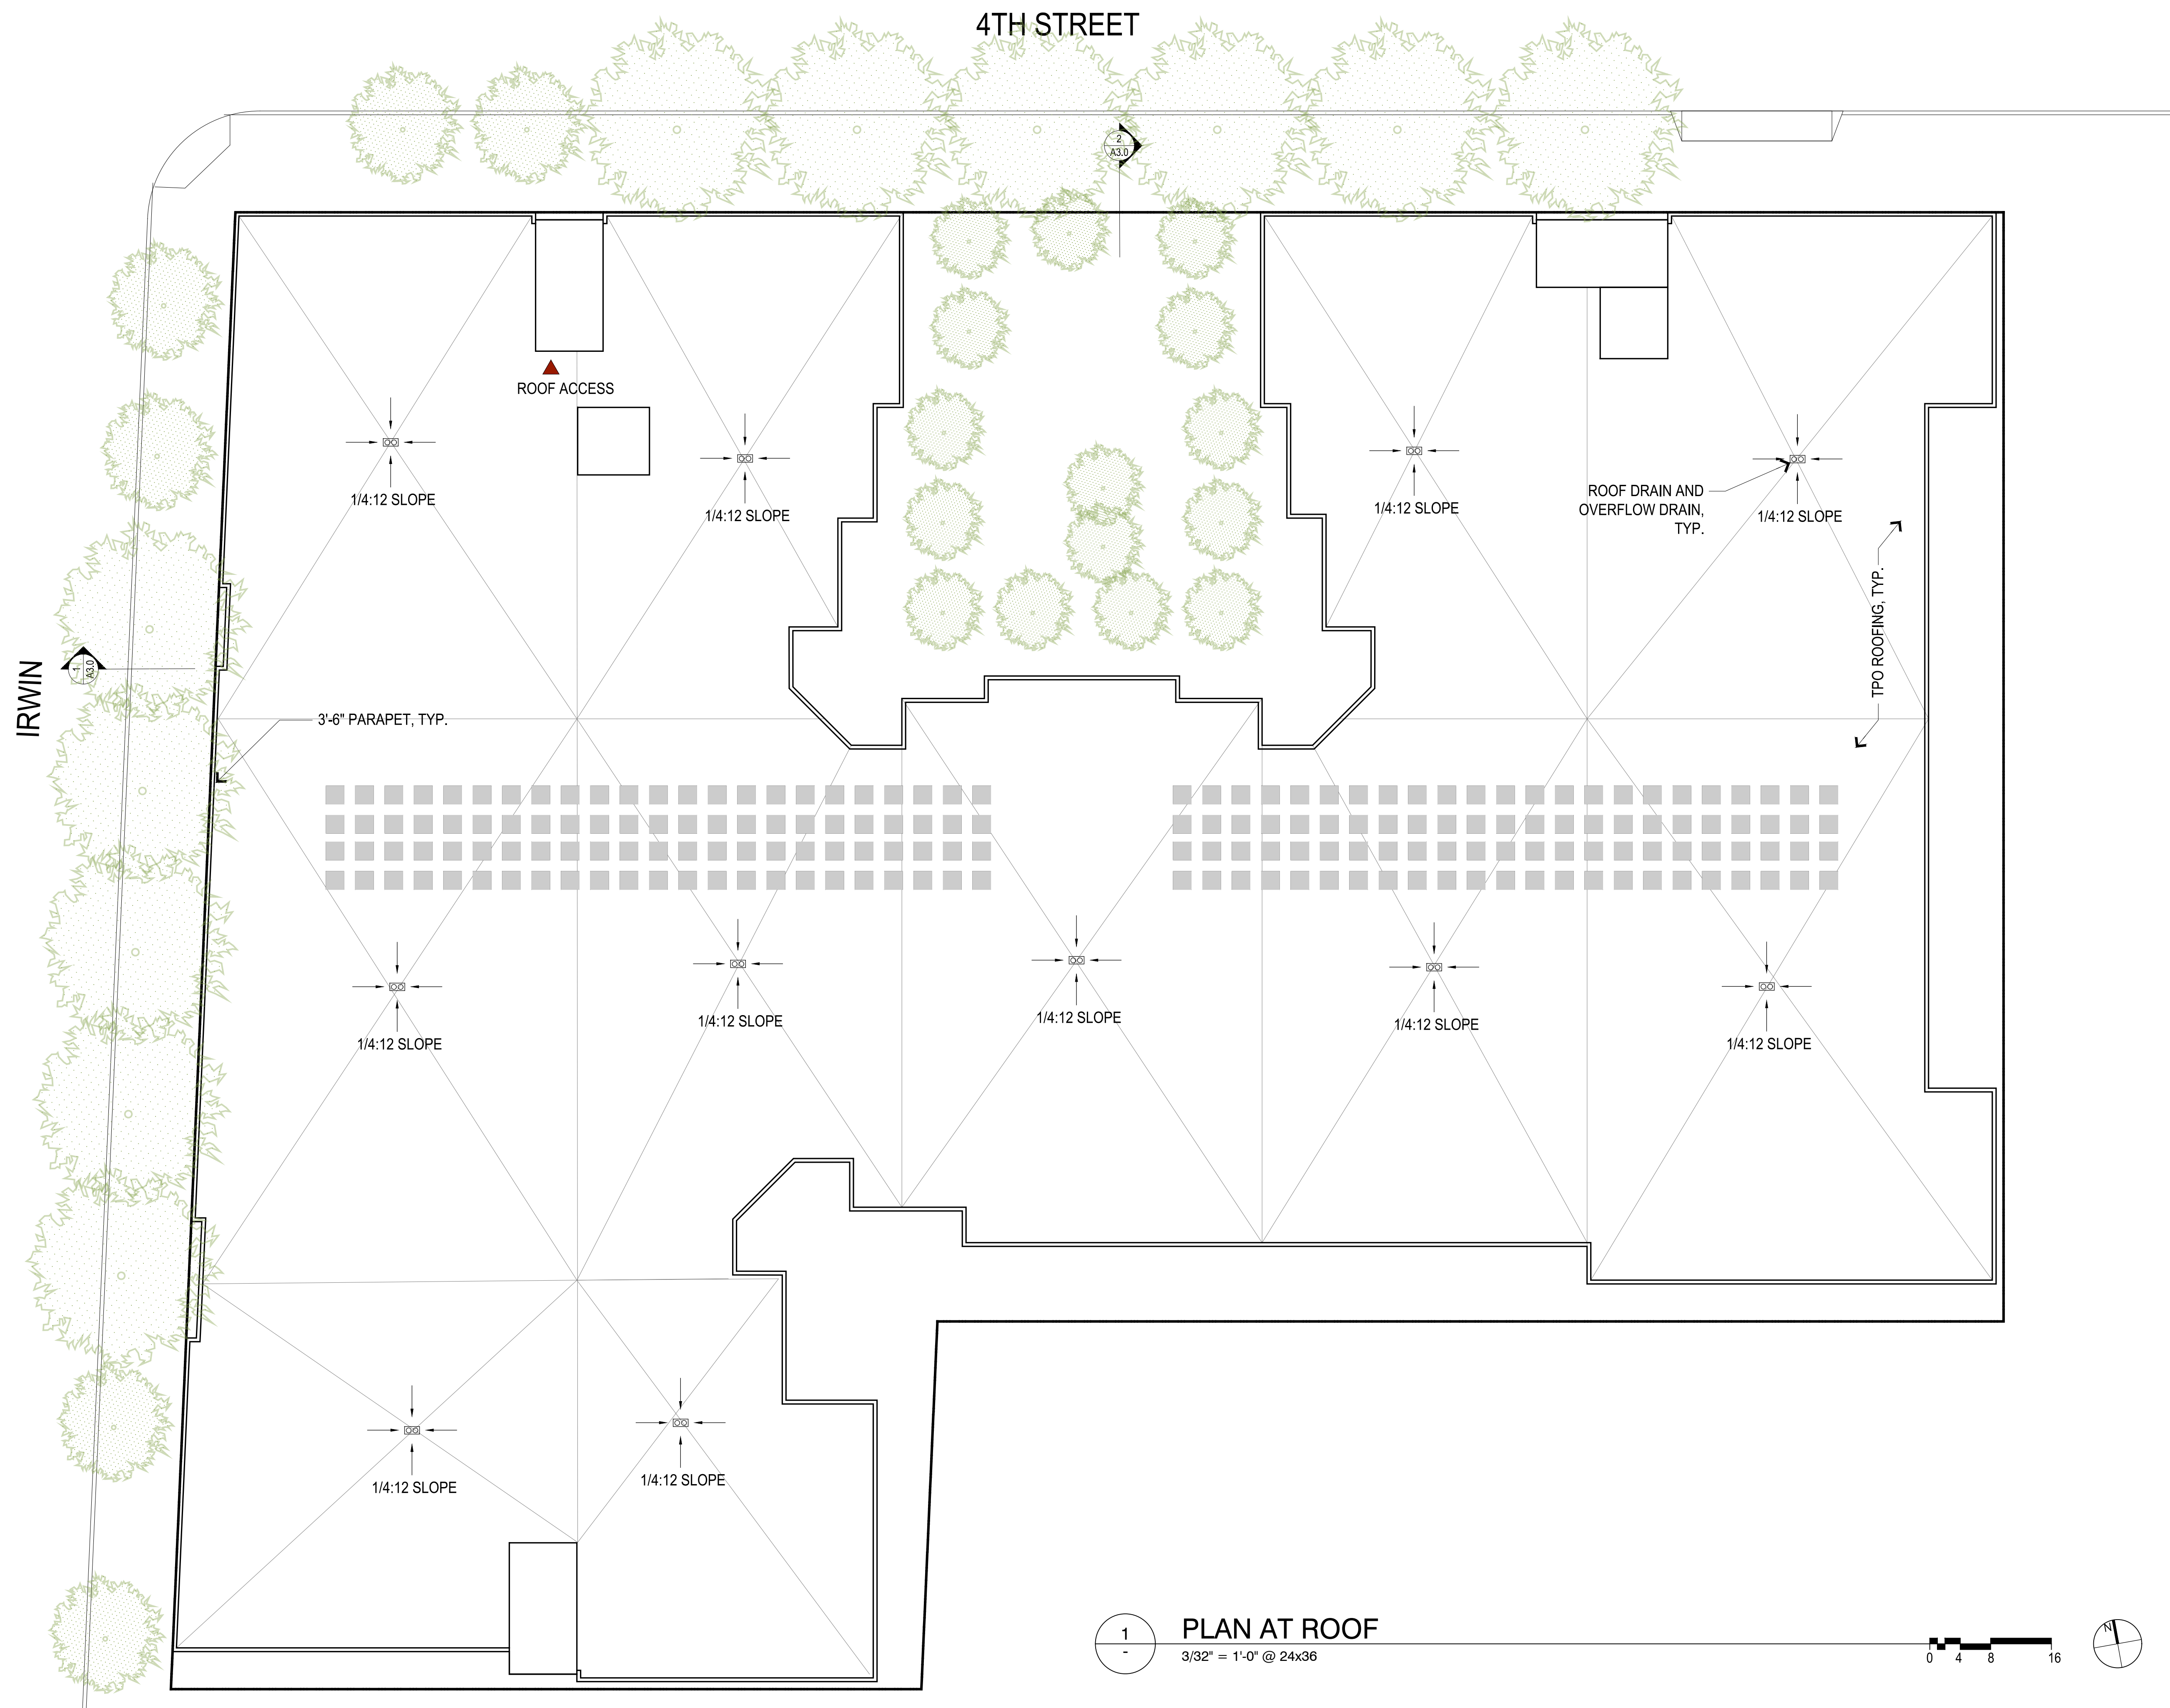 4TH STREET
2
A3.0
ROOF ACCESS
1/4:12 SLOPE
1/4:12 SLOPE
1/4:12 SLOPE
ROOF DRAIN AND
OVERFLOW DRAIN,
TYP.
1/4:12 SLOPE
TPO ROOFING, TYP.
IRWIN
1
A3.0
3'-6" PARAPET, TYP.
1/4:12 SLOPE
1/4:12 SLOPE
1/4:12 SLOPE
1/4:12 SLOPE
1/4:12 SLOPE
1/4:12 SLOPE
1/4:12 SLOPE
1
-
PLAN AT ROOF
3/32" = 1'-0" @ 24x36
0 4 8 16
N